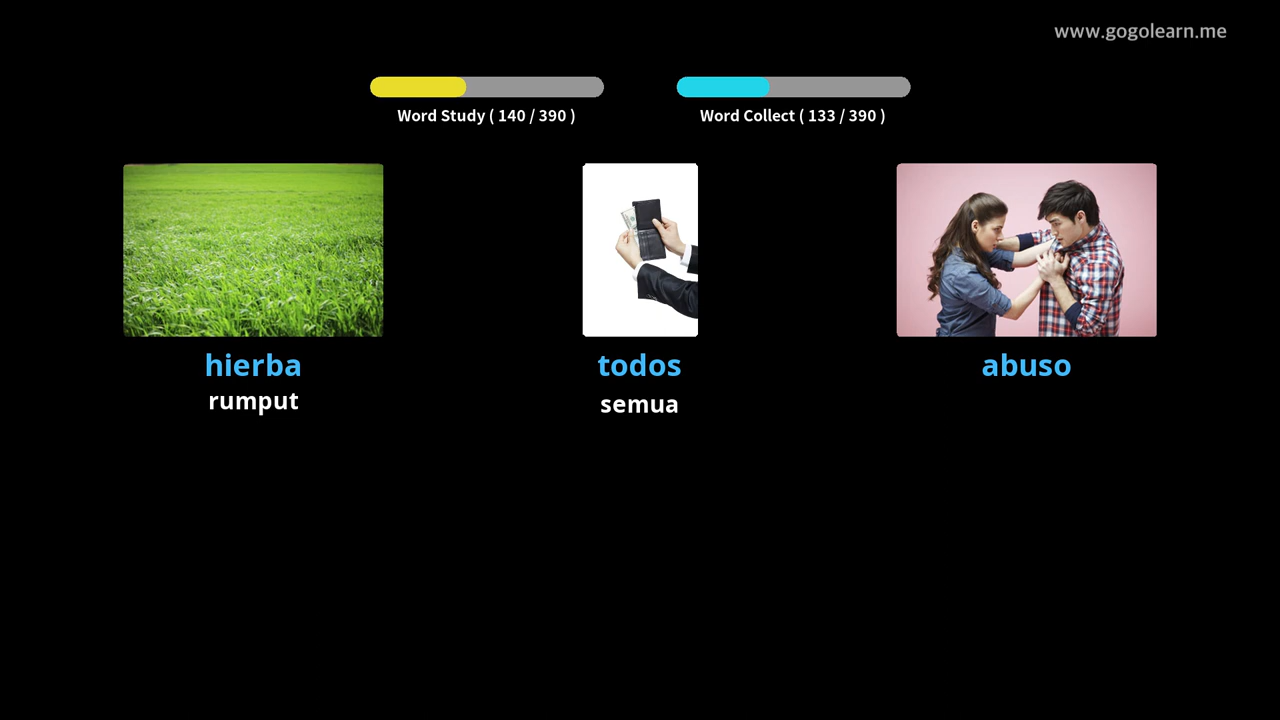 www.gogolearn.me
Word Study ( 140 / 390 )
Word Collect ( 133 / 390 )
hierba
rumput
todos
semua
abuso